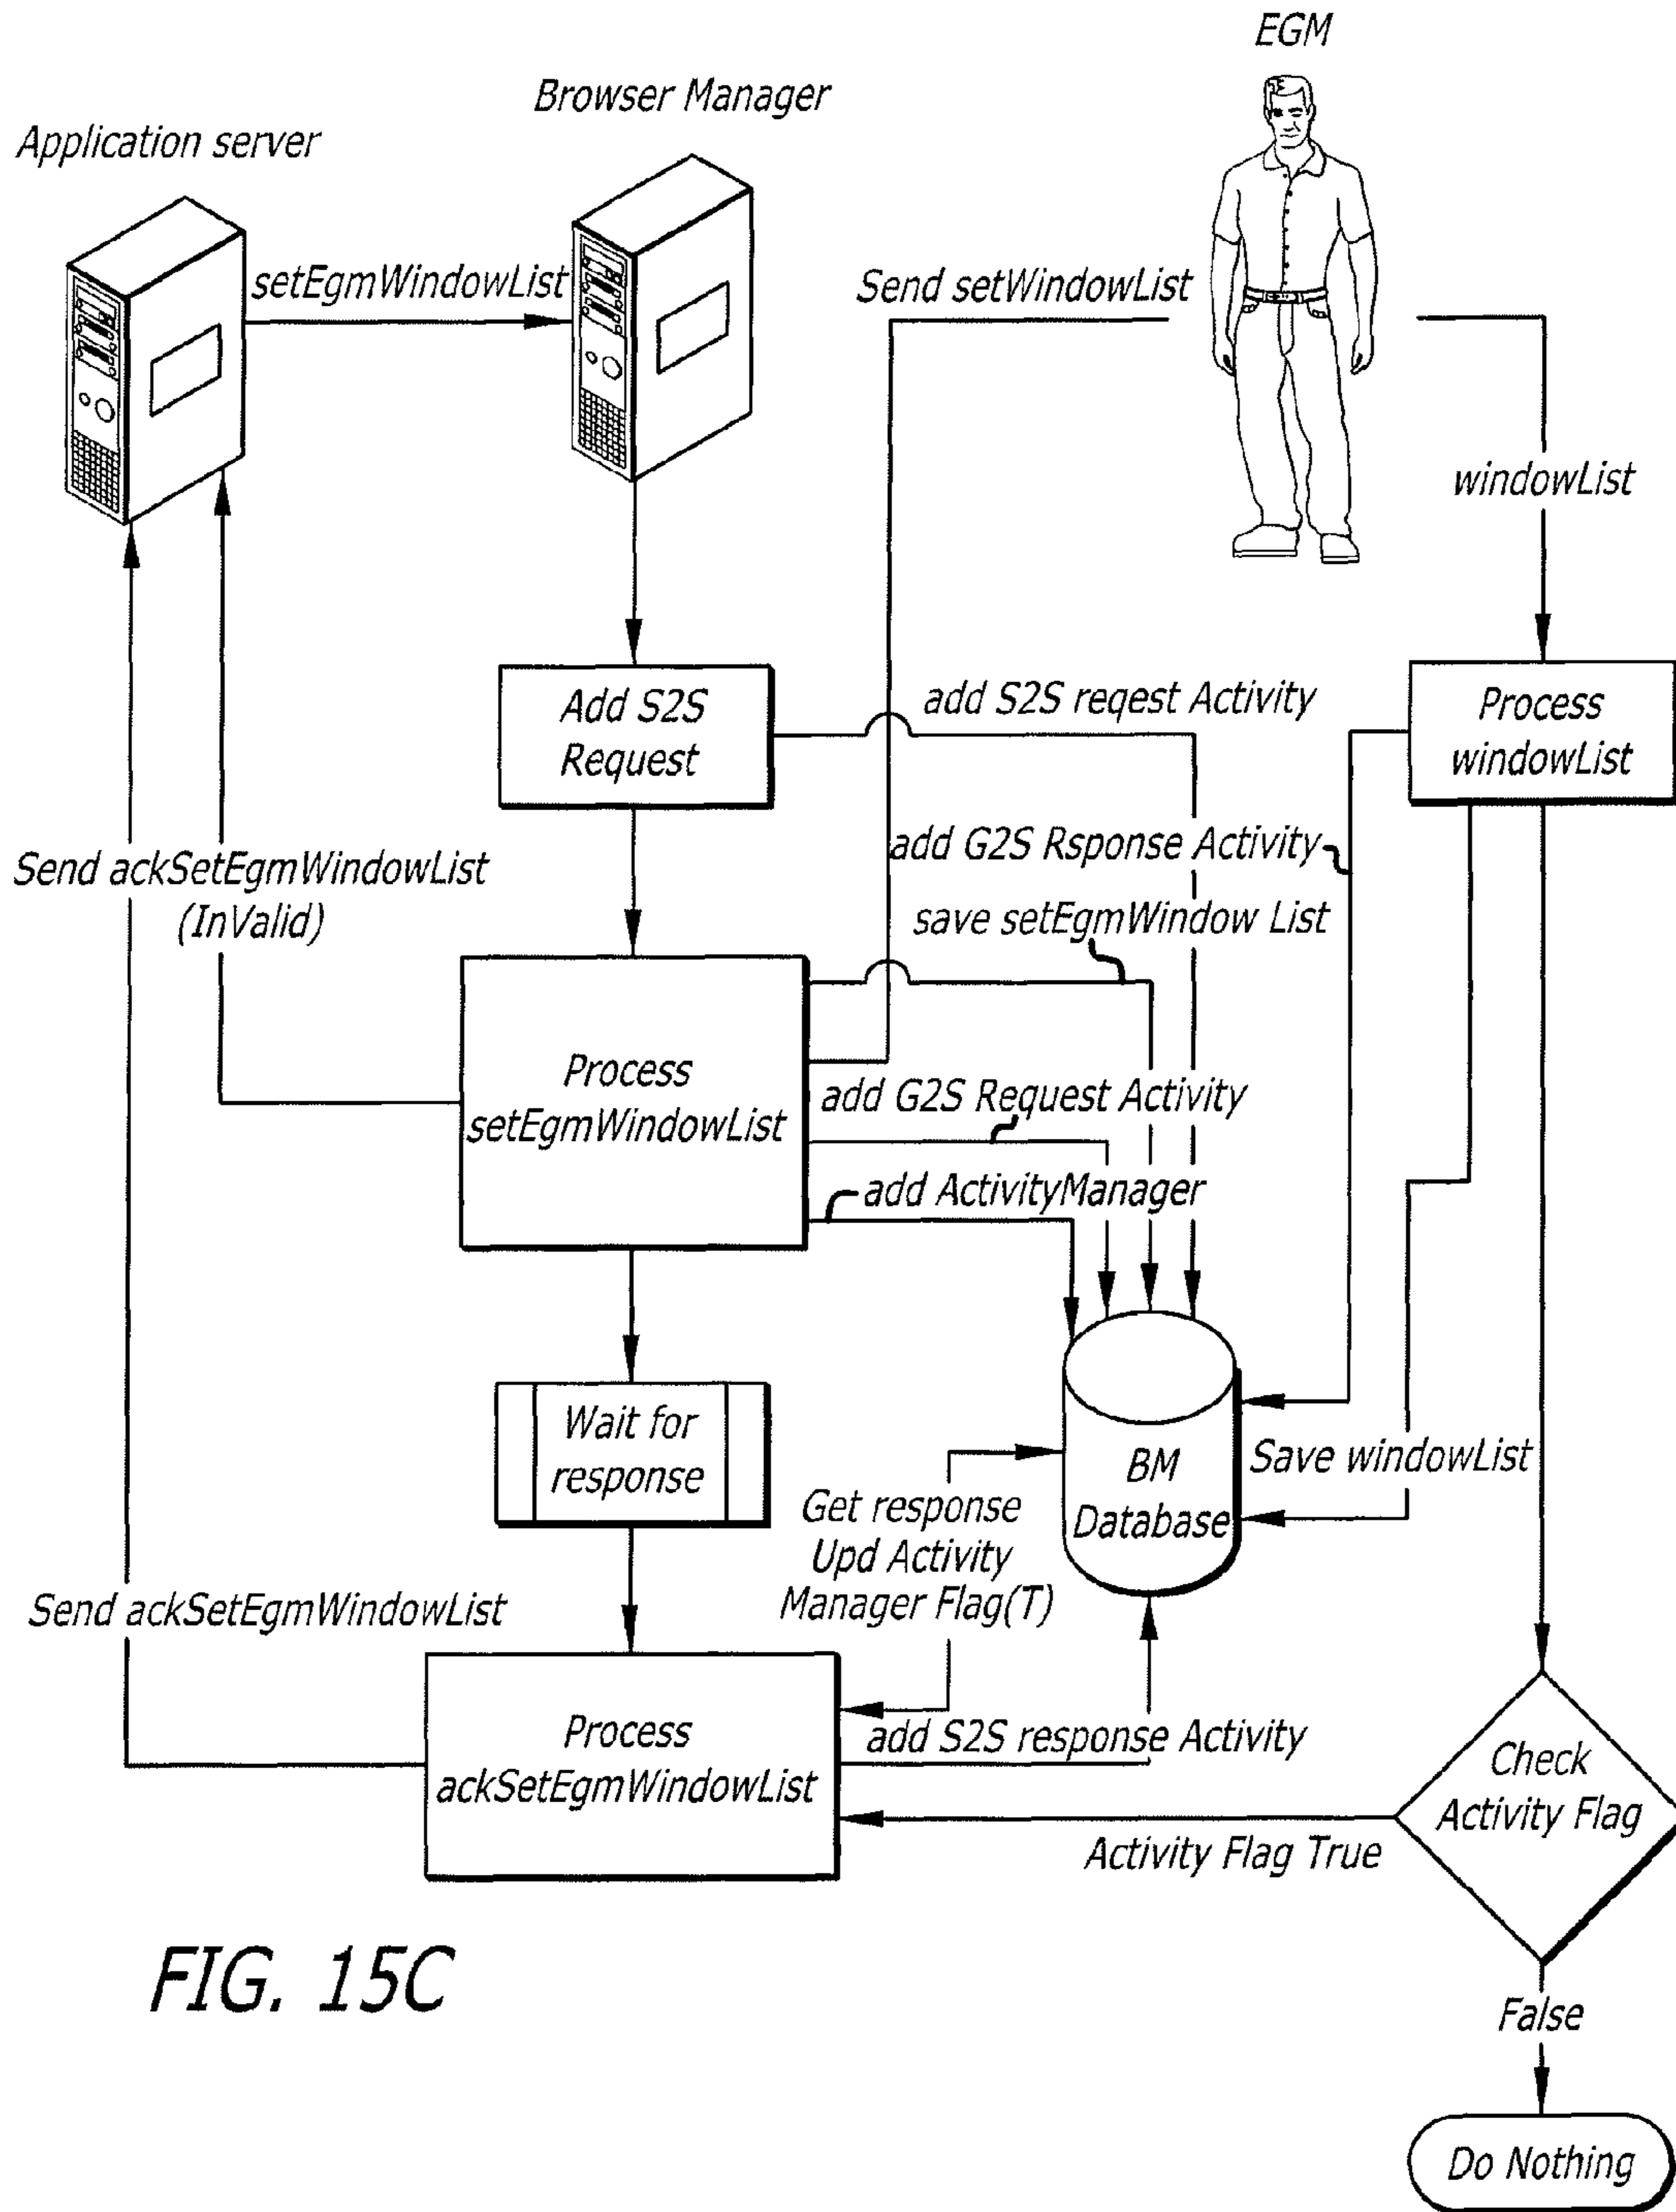 EGM
Browser Manager
Application server
setEgmWindowList
Send setWindowList
windowList
Add S2S
Request
add S2S reqest Activity
Process
windowList
add G2S Rsponse Activity
Send ackSetEgmWindowList
(InValid)
save setEgmWindow List
Process
setEgmWindowList
add G2S Request Activity
add ActivityManager
Wait for
response
BM
Database
Save windowList
Get response
Upd Activity
Manager Flag(T)
Send ackSetEgmWindowList
Process
ackSetEgmWindowList
add S2S response Activity
Check
Activity Flag
Activity Flag True
FIG. 15C
False
Do Nothing